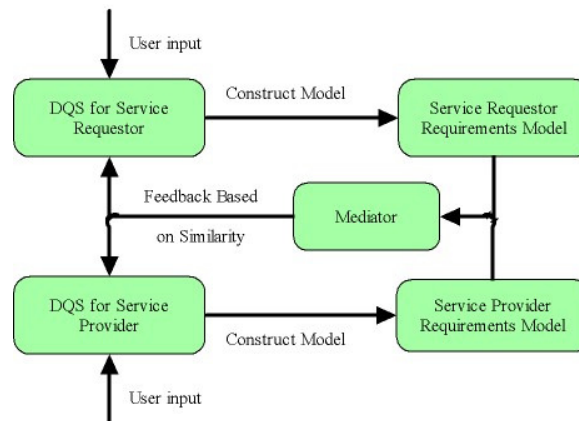 User input
DQS for Service
Requestor
Construct Model
Service Requestor
Requirements Model
Feedback Based
on Similarity
Mediator
DQS for Service
Provider
Construct Model
Service Provider
Requirements Model
User input